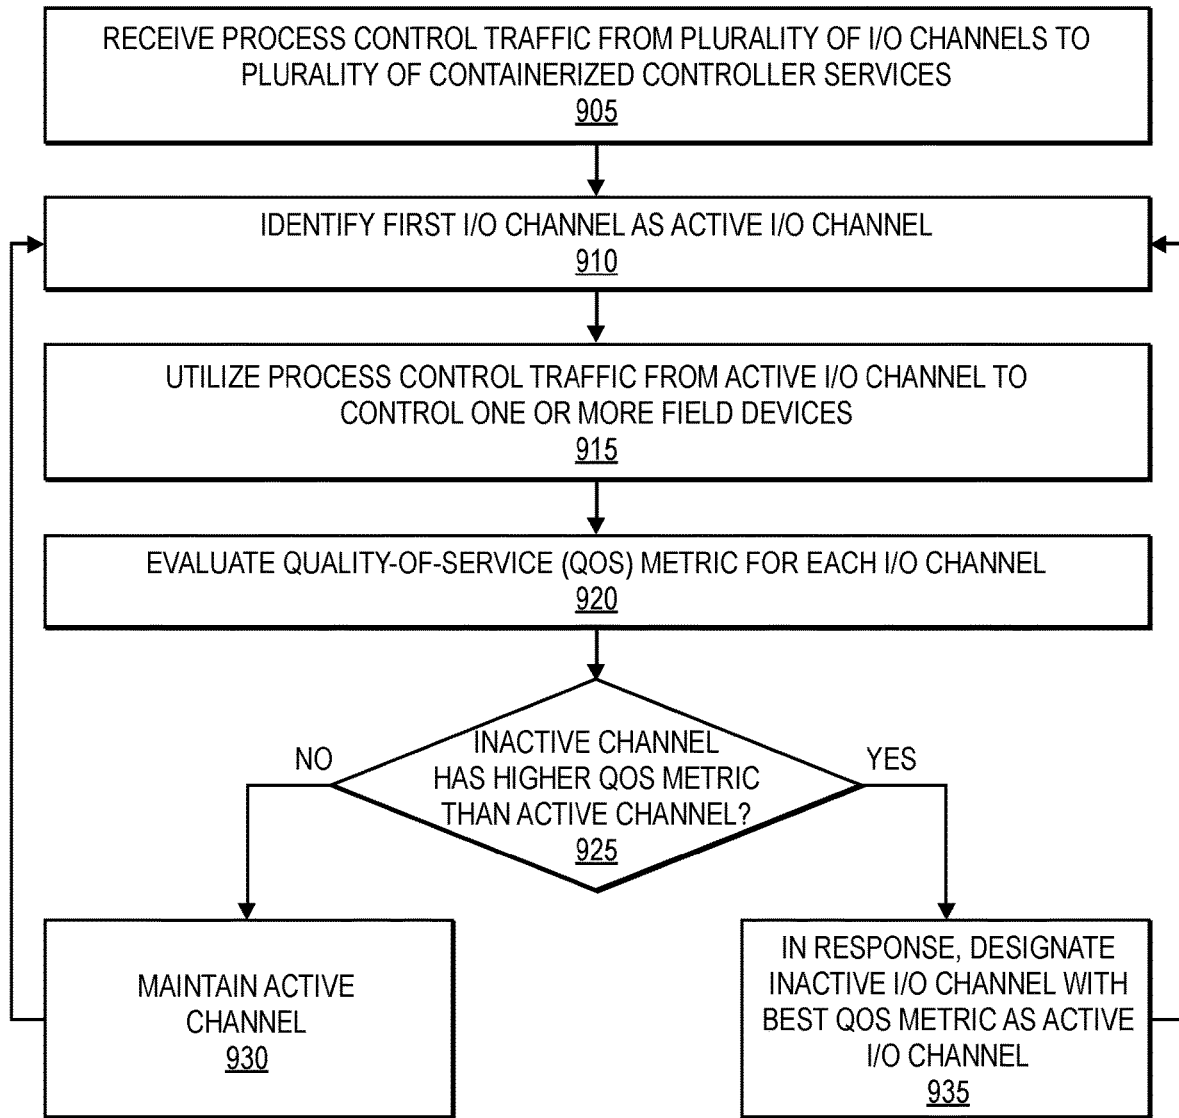 RECEIVE PROCESS CONTROL TRAFFIC FROM PLURALITY OF I/O CHANNELS TO
PLURALITY OF CONTAINERIZED CONTROLLER SERVICES
905
IDENTIFY FIRST I/O CHANNEL AS ACTIVE I/O CHANNEL
910
UTILIZE PROCESS CONTROL TRAFFIC FROM ACTIVE I/O CHANNEL TO
CONTROL ONE OR MORE FIELD DEVICES
915
EVALUATE QUALITY-OF-SERVICE (QOS) METRIC FOR EACH I/O CHANNEL
920
INACTIVE CHANNEL
HAS HIGHER QOS METRIC
THAN ACTIVE CHANNEL?
925
NO
YES
MAINTAIN ACTIVE
CHANNEL
930
IN RESPONSE, DESIGNATE
INACTIVE I/O CHANNEL WITH
BEST QOS METRIC AS ACTIVE
I/O CHANNEL
935